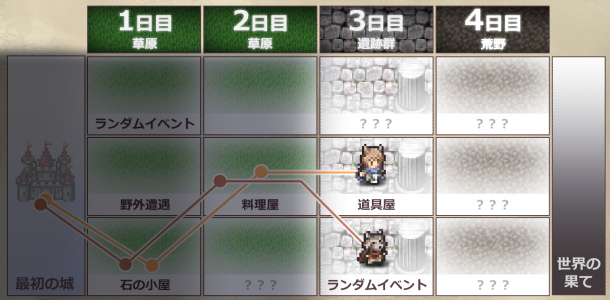 1日目
草原
2日目
草原
3日目
遺跡群
4日目
荒野
ランダムイベント
？？？
？？？
野外遭遇
料理屋
道具屋
？？？
最初の城
石の小屋
？？？
ランダムイベント
？？？
世界の
果て